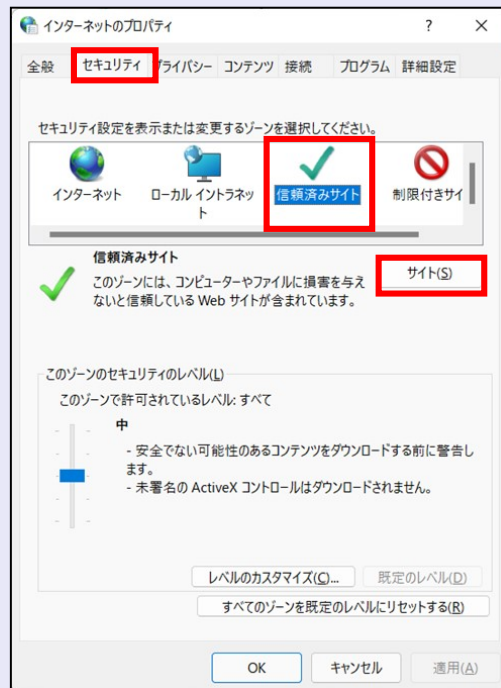 インターネットのプロパティ ? ×
全般 セキュリティ プライバシー コンテンツ 接続 プログラム 詳細設定
セキュリティ設定を表示または変更するゾーンを選択してください。
インターネット ローカル イントラネッ 信頼済みサイト 制限付きサイ
ト
信頼済みサイト
このゾーンには、コンピューターやファイルに損害を与え サイト(S)
ないと信頼している Web サイトが含まれています。
このゾーンのセキュリティのレベル(L)
このゾーンで許可されているレベル: すべて
中
- 安全でない可能性のあるコンテンツをダウンロードする前に警告し
ます。
- 未署名の ActiveX コントロールはダウンロードされません。
レベルのカスタマイズ(C)... 既定のレベル(D)
すべてのゾーンを既定のレベルにリセットする(R)
OK キャンセル 適用(A)